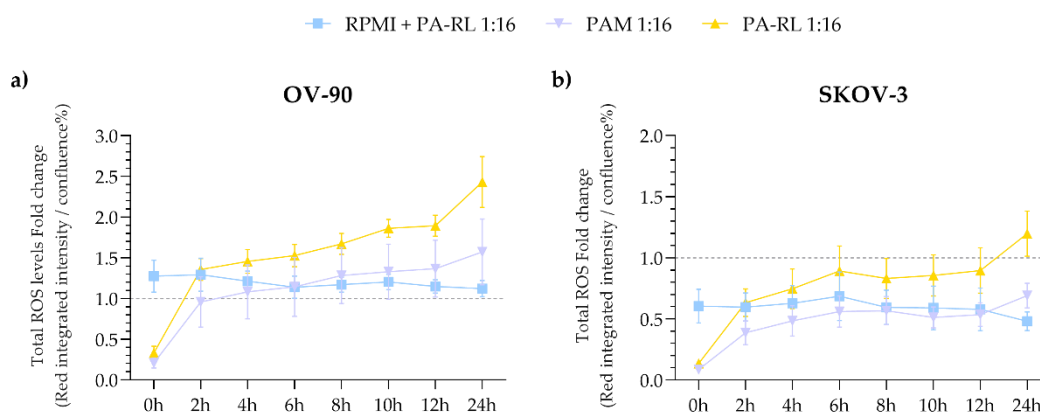 RPMI + PA-RL 1:16 PAM 1:16 PA-RL 1:16
a)
OV-90
Total ROS levels Fold change
(Red integrated intensity / confluence%)
3.0
2.5
2.0
1.5
1.0
0.5
0.0
0h 2h 4h 6h 8h 10h 12h 24h
b)
SKOV-3
Total ROS Fold change
(Red integrated intensity / confluence%)
2.0
1.5
1.0
0.5
0.0
0h 2h 4h 6h 8h 10h 12h 24h